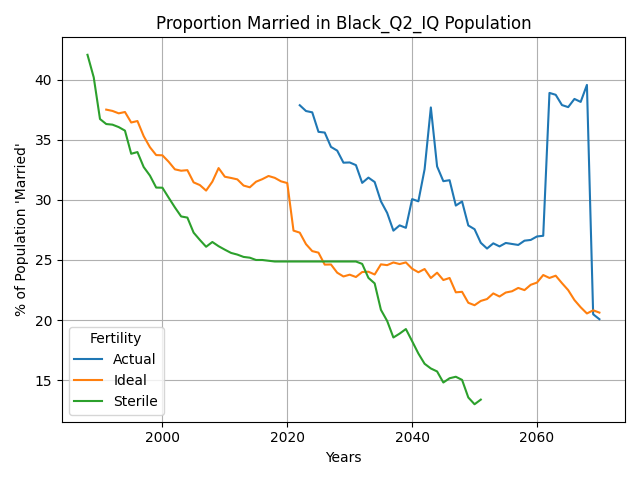 Proportion Married in Black_Q2_IQ Population
% of Population 'Married'
40
35
30
25
20
15
Fertility
Actual
Ideal
Sterile
2000
2020
2040
2060
Years